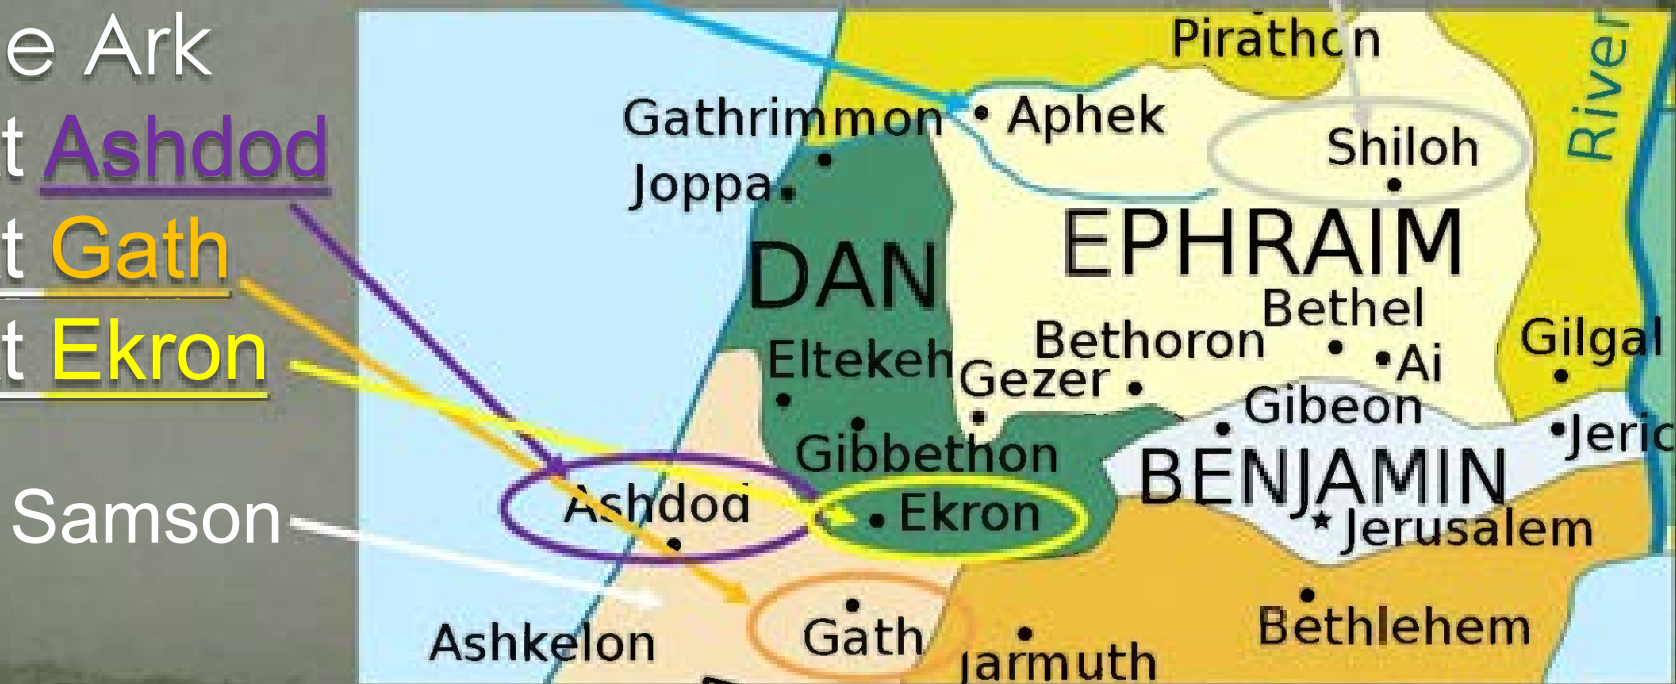 e Ark
t Ashdod
t Gath
t Ekron
Samson
Pirathon
River
Gathrimmon
Aphek
Joppa
Shiloh
DAN
EPHRAIM
Bethel
Bethoron
Ai
Gilgal
Eltekeh
Gezer
Gibeon
Jeric
Gibbethon
BENJAMIN
Ashdod
Ekron
Jerusalem
Gath
Bethlehem
Ashkelon
Jarmuth